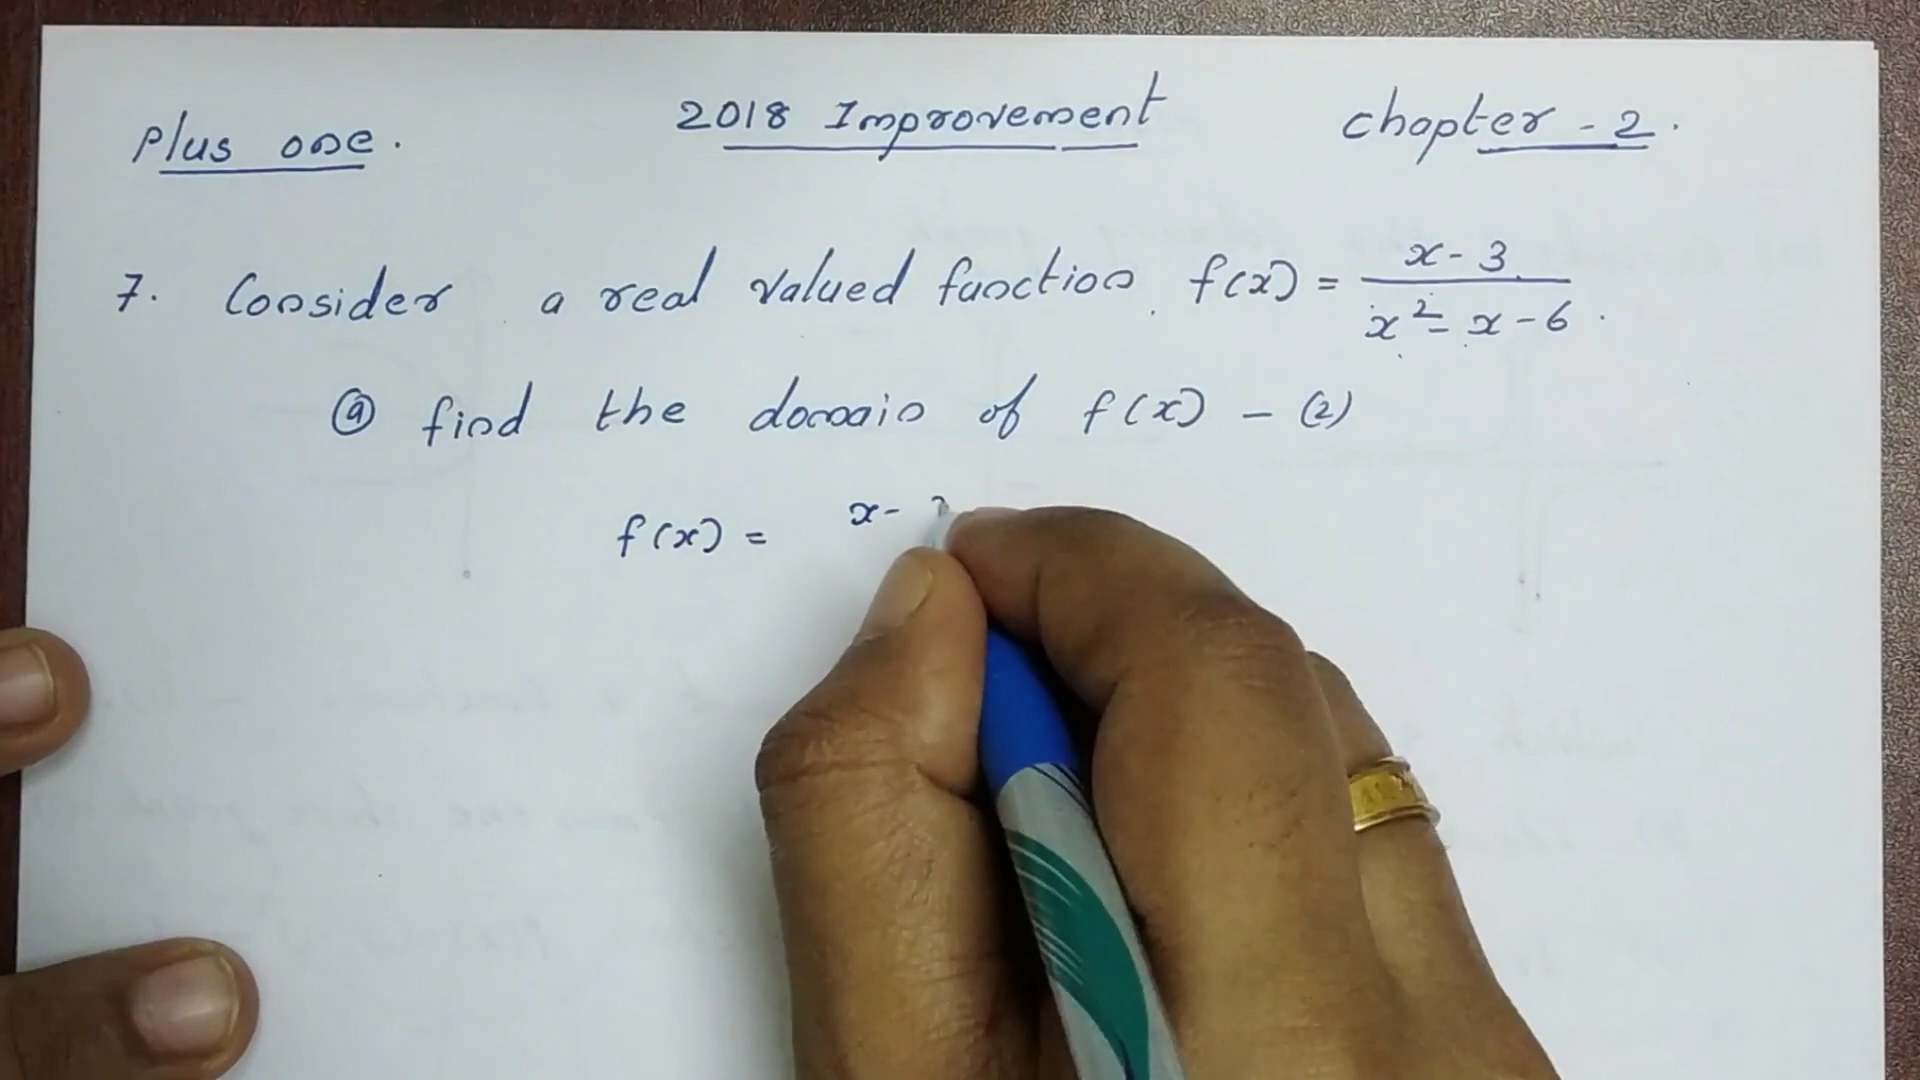 Plus one. 2018 Improvement chapter - 2.
7. Consider a real valued function f(x) = x - 3 / x² - x - 6.
ⓐ find the domain of f(x) - (2)
f(x) = x -